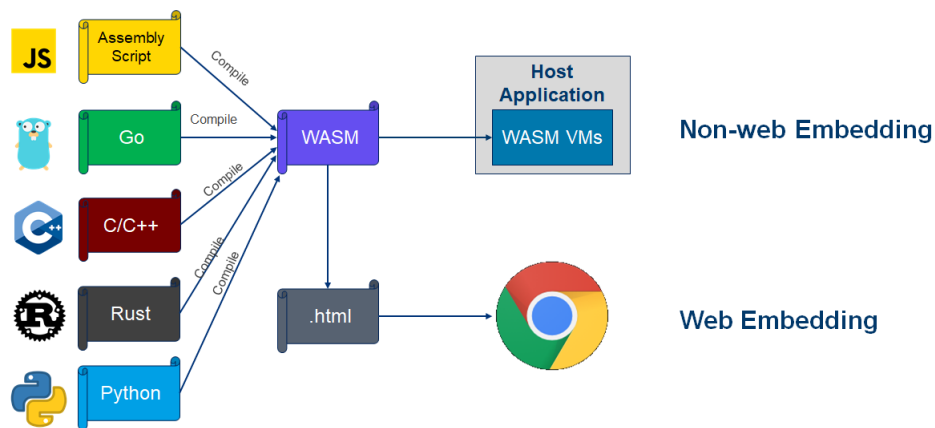 JS
Assembly
Script
Compile
Host
Application
Go
Compile
WASM
WASM VMs
Non-web Embedding
Compile
C++
C/C++
Compile
Compile
R
Rust
.html
Web Embedding
Python